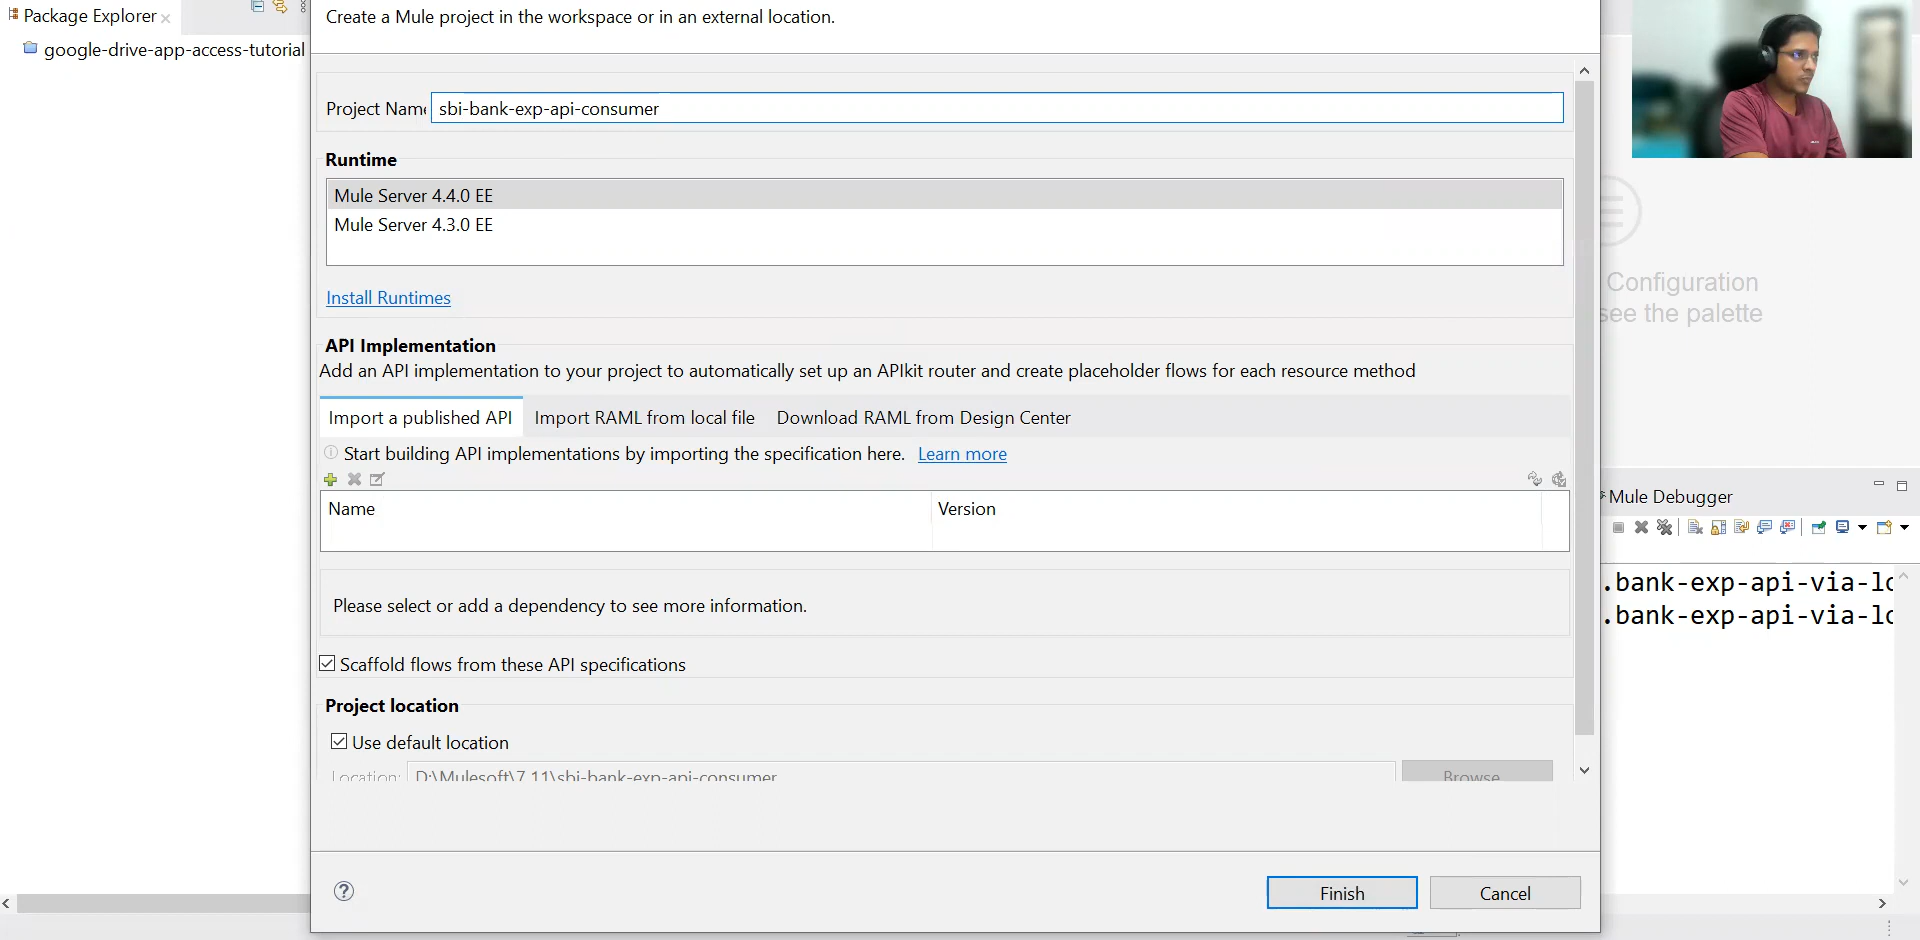 Package Explorer
google-drive-app-access-tutorial
Create a Mule project in the workspace or in an external location.
Project Name
sbi-bank-exp-api-consumer
Runtime
Mule Server 4.4.0 EE
Mule Server 4.3.0 EE
Install Runtimes
API Implementation
Add an API implementation to your project to automatically set up an APIkit router and create placeholder flows for each resource method
Import a published API Import RAML from local file Download RAML from Design Center
Start building API implementations by importing the specification here. Learn more
Name Version
Please select or add a dependency to see more information.
Scaffold flows from these API specifications
Project location
Use default location
Location: D:\Mulesoft\7.11\sbi-bank-exp-api-consumer Browse
Finish Cancel
Configuration
see the palette
Mule Debugger
.bank-exp-api-via-lo
.bank-exp-api-via-lo